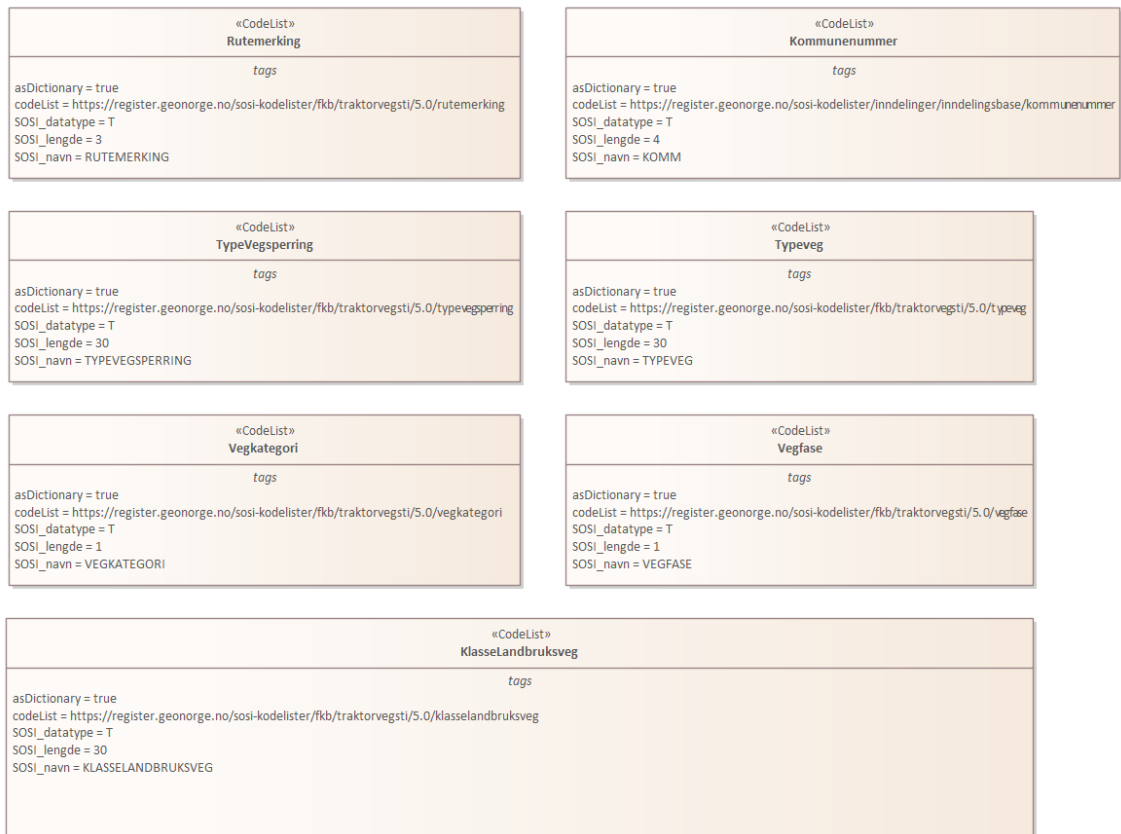 «CodeList»
Rutemerking
tags
asDictionary = true
codeList = https://register.geonorge.no/sosi-kodelister/fkb/traktorvegsti/5.0/rutemerking
SOSI_datatype = T
SOSI_lengde = 3
SOSI_navn = RUTEMERKING
«CodeList»
Kommunenummer
tags
asDictionary = true
codeList = https://register.geonorge.no/sosi-kodelister/inndelinger/inndelingsbase/kommunenummer
SOSI_datatype = T
SOSI_lengde = 4
SOSI_navn = KOMM
«CodeList»
TypeVegsperring
tags
asDictionary = true
codeList = https://register.geonorge.no/sosi-kodelister/fkb/traktorvegsti/5.0/typevegsperring
SOSI_datatype = T
SOSI_lengde = 30
SOSI_navn = TYPEVEGSPERRING
«CodeList»
Typeveg
tags
asDictionary = true
codeList = https://register.geonorge.no/sosi-kodelister/fkb/traktorvegsti/5.0/typeveg
SOSI_datatype = T
SOSI_lengde = 30
SOSI_navn = TYPEVEG
«CodeList»
Vegkategori
tags
asDictionary = true
codeList = https://register.geonorge.no/sosi-kodelister/fkb/traktorvegsti/5.0/vegkategori
SOSI_datatype = T
SOSI_lengde = 1
SOSI_navn = VEGKATEGORI
«CodeList»
Vegfase
tags
asDictionary = true
codeList = https://register.geonorge.no/sosi-kodelister/fkb/traktorvegsti/5.0/vegfase
SOSI_datatype = T
SOSI_lengde = 1
SOSI_navn = VEGFASE
«CodeList»
KlasseLandbruksveg
tags
asDictionary = true
codeList = https://register.geonorge.no/sosi-kodelister/fkb/traktorvegsti/5.0/klasselandbruksveg
SOSI_datatype = T
SOSI_lengde = 30
SOSI_navn = KLASSELANDBRUKSVEG